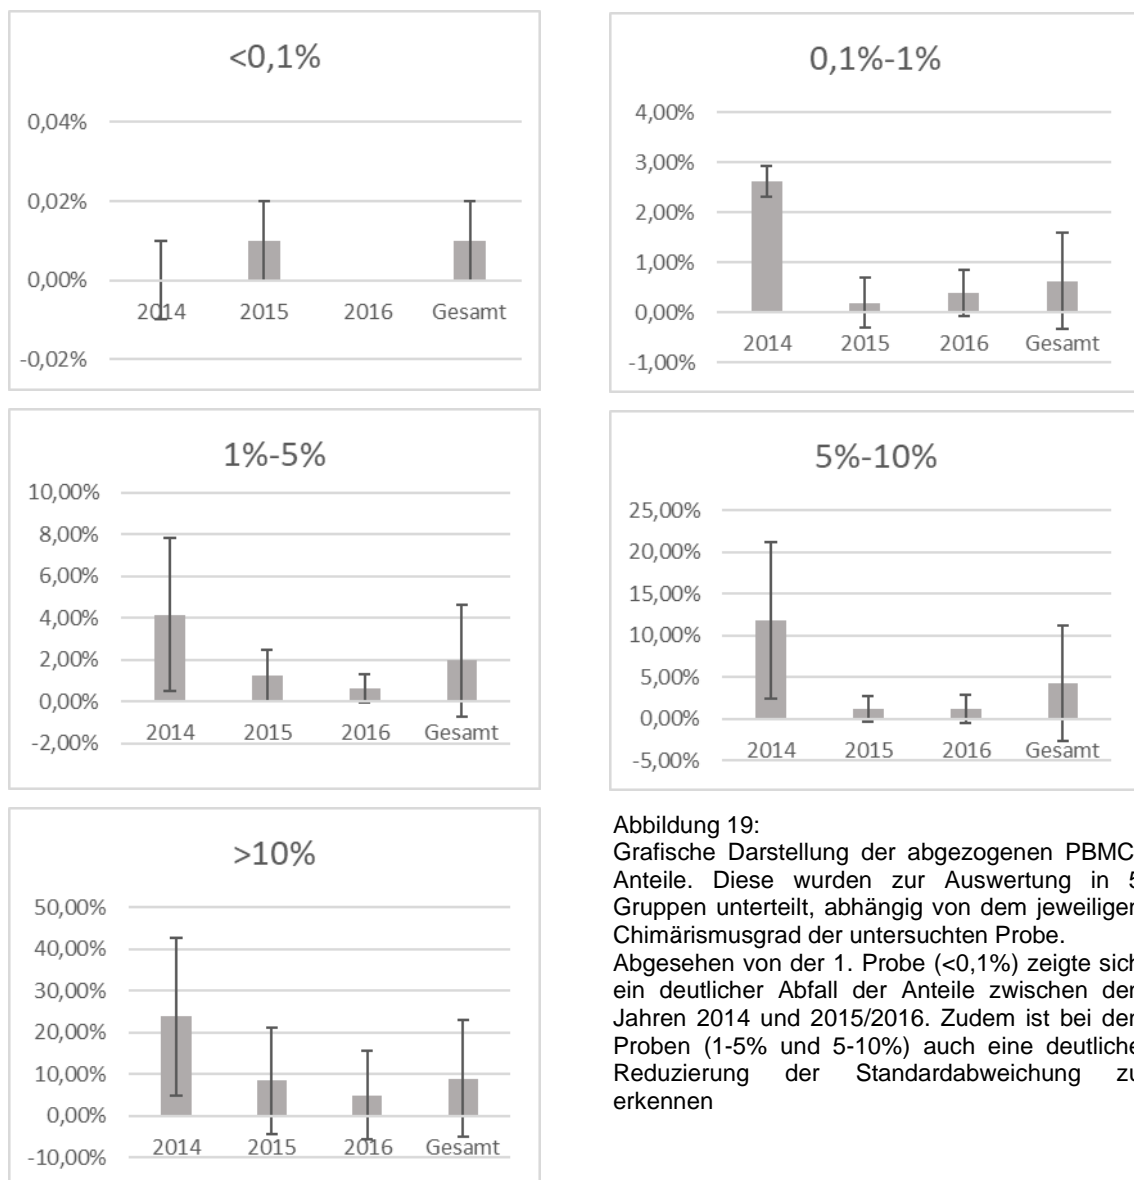 <0,1%
0,04%
0,02%
0,00%
-0,02%
2014 2015 2016 Gesamt
0,1%-1%
4,00%
3,00%
2,00%
1,00%
0,00%
-1,00%
2014 2015 2016 Gesamt
1%-5%
10,00%
8,00%
6,00%
4,00%
2,00%
0,00%
-2,00%
2014 2015 2016 Gesamt
5%-10%
25,00%
20,00%
15,00%
10,00%
5,00%
0,00%
-5,00%
2014 2015 2016 Gesamt
>10%
50,00%
40,00%
30,00%
20,00%
10,00%
0,00%
-10,00%
2014 2015 2016 Gesamt
Abbildung 19:
Grafische Darstellung der abgezogenen PBMC
Anteile. Diese wurden zur Auswertung in 5
Gruppen unterteilt, abhängig von dem
Chimärismusgrad der untersuchten Probe.
Abgesehen von der 1. Probe (<0,1%) zeigte sich
ein deutlicher Abfall der Anteile zwischen
Jahren 2014 und 2015/2016. Zudem ist bei
Proben (1-5% und 5-10%) auch eine deutliche
Reduzierung der Standardabweichung zu
erkennen